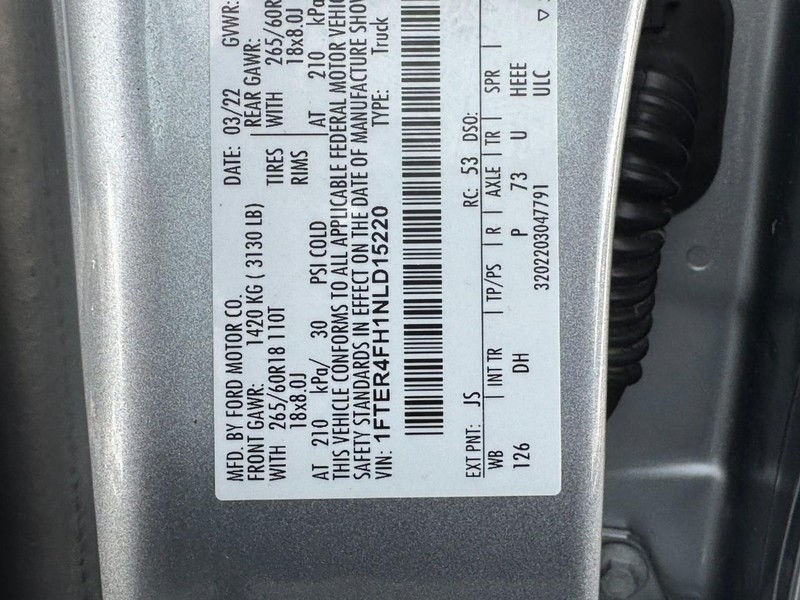 MFD. BY FORD MOTOR CO.
DATE: 03/22 GVWR:
FRONT GAWR: 1420 KG ( 3130 LB) REAR GAWR:
WITH 265/60R18 110T TIRES WITH 265/60R
18x8.0J RIMS 18x8.0J
AT 210 kPa/ 30 PSI COLD AT 210 kPa
THIS VEHICLE CONFORMS TO ALL APPLICABLE FEDERAL MOTOR VEHIC
SAFETY STANDARDS IN EFFECT ON THE DATE OF MANUFACTURE SHOW
VIN: 1FTER4FH1NLD15220 TYPE: Truck
EXT PNT: JS RC: 53 DSO:
WB | INT TR | TP/PS | R | AXLE | TR | SPR |
126 DH P 73 U HEEE
3202203047791 ULC